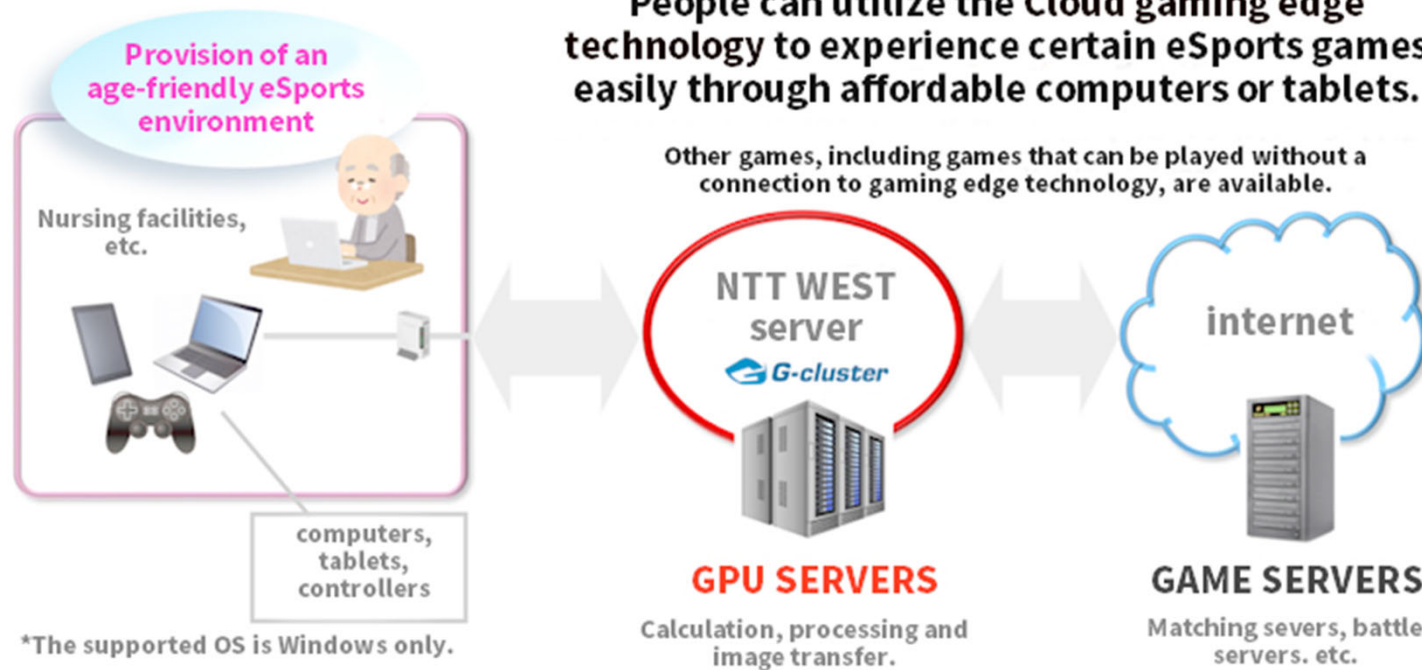 People can utilize the Cloud gaming edge
technology to experience certain eSports games
easily through affordable computers or tablets.
Other games, including games that can be played without a
connection to gaming edge technology, are available.
Provision of an
age-friendly eSports
environment
Nursing facilities,
etc.
computers,
tablets,
controllers
*The supported OS is Windows only.
NTT WEST
server
G-cluster
GPU SERVERS
Calculation, processing and
image transfer.
internet
GAME SERVERS
Matching severs, battle
servers. etc.